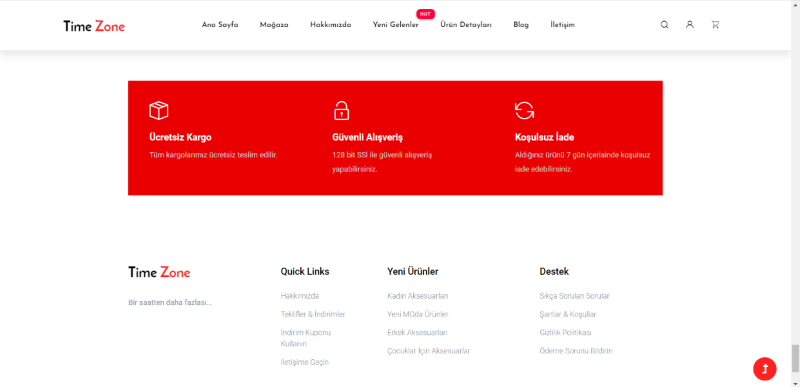 Time Zone
Ana Sayfa
Mağaza
Hakkımızda
Yeni Gelenler
HOT
Ürün Detayları
Blog
İletişim
Ücretsiz Kargo
Tüm kargolarımız ücretsiz teslim edilir.
Güvenli Alışveriş
128 bit SSl ile güvenli alışveriş
yapabilirsiniz.
Koşulsuz İade
Aldığınız ürünü 7 gün içerisinde koşulsuz
iade edebilirsiniz.
Time Zone
Bir saatten daha fazlası...
Quick Links
Hakkımızda
Teklifler & İndirimler
İndirim Kuponu
Kullanın
İletişime Geçin
Yeni Ürünler
Kadın Aksesuarları
Yeni MOda Ürünler
Erkek Aksesuarları
Çocuklar İçin Aksesuarlar
Destek
Sıkça Sorulan Sorular
Şartlar & Koşullar
Gizlilik Politikası
Ödeme Sorunu Bildirin